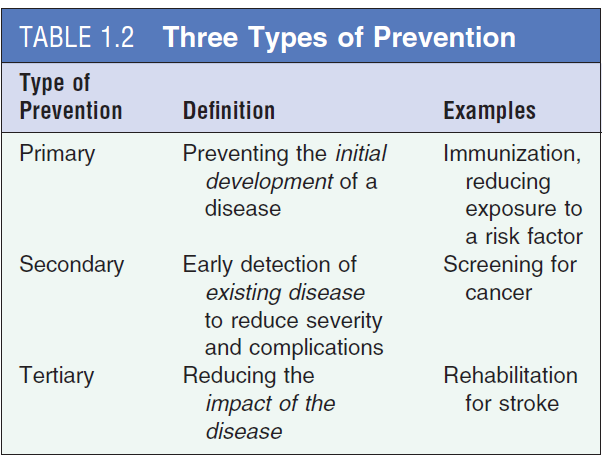 TABLE 1.2 Three Types of Prevention
Type of
Prevention Definition Examples
Primary Preventing the initial Immunization,
development of a reducing
disease exposure to
a risk factor
Secondary Early detection of Screening for
existing disease cancer
to reduce severity
and complications
Tertiary Reducing the Rehabilitation
impact of the for stroke
disease